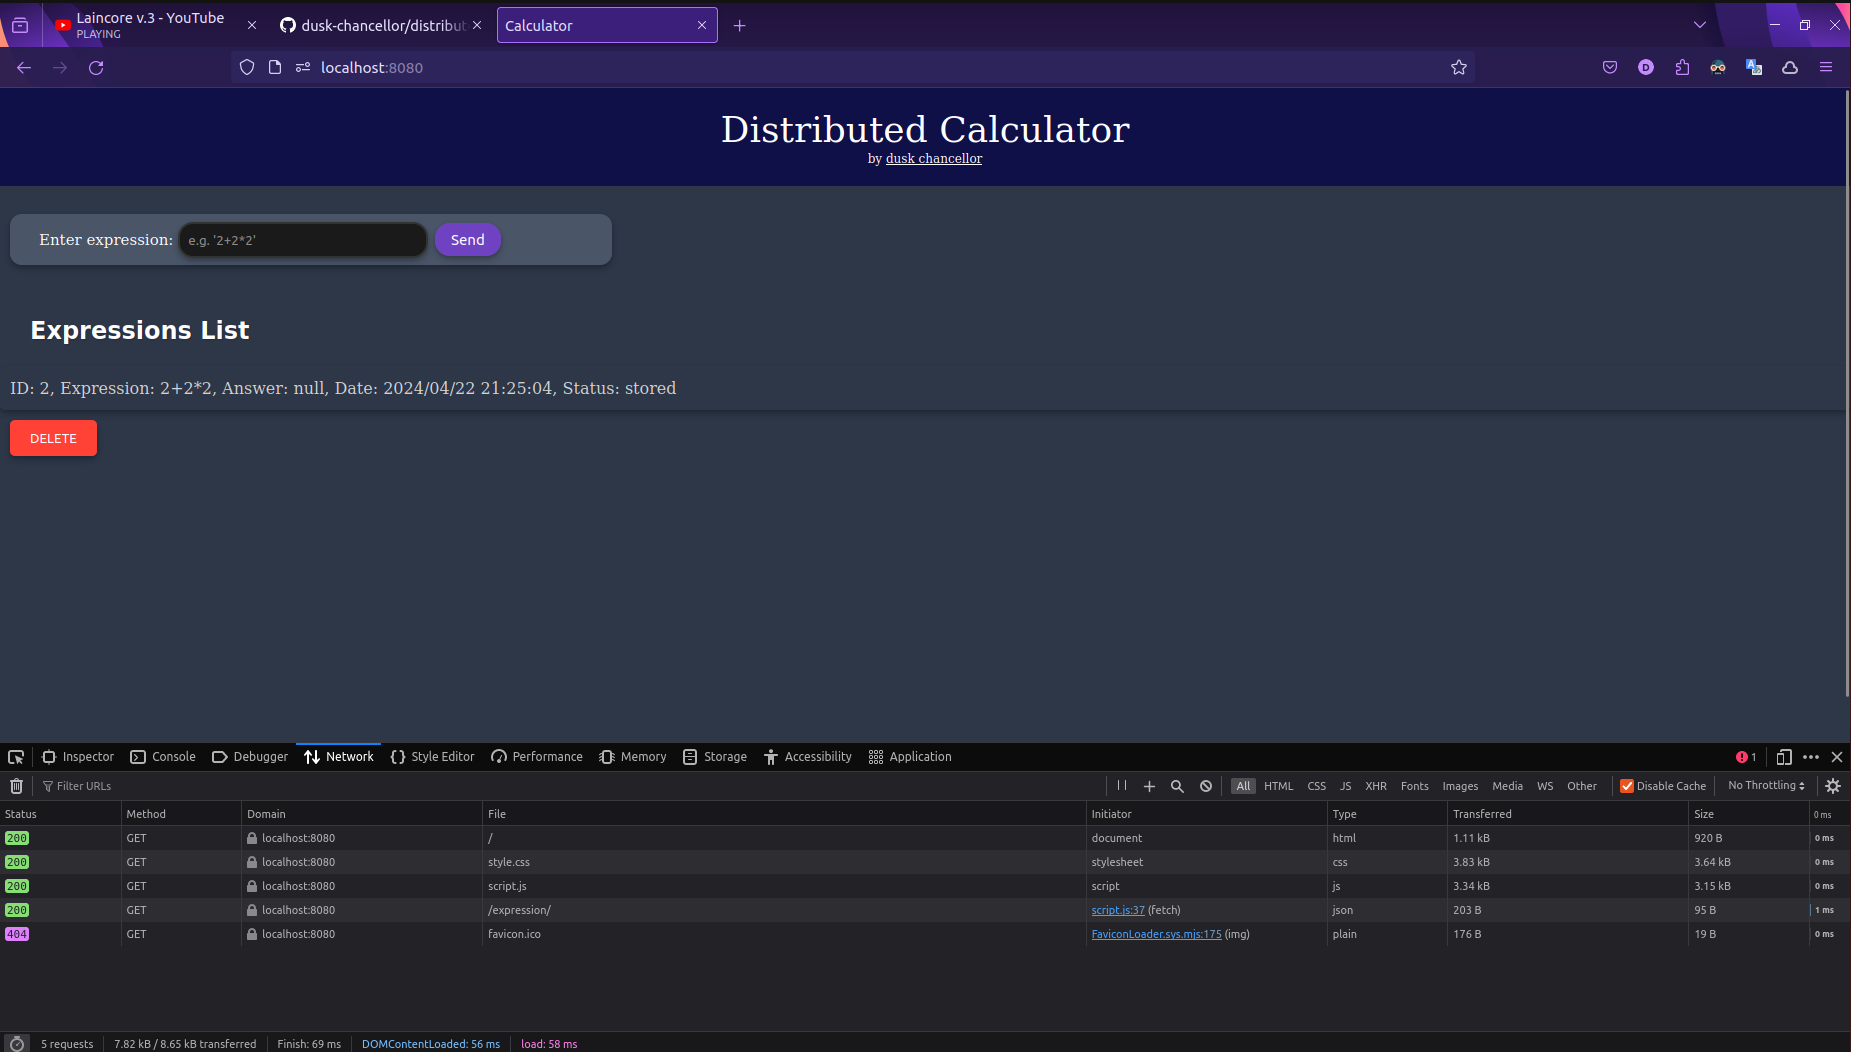 Laincore v.3 - YouTube
PLAYING
dusk-chancellor/distribut
Calculator
localhost:8080
D
Distributed Calculator
by dusk chancellor
Enter expression: e.g. '2+2*2' Send
Expressions List
ID: 2, Expression: 2+2*2, Answer: null, Date: 2024/04/22 21:25:04, Status: stored
DELETE
Inspector Console Debugger Network Style Editor Performance Memory Storage Accessibility Application 1
Filter URLs All HTML CSS JS XHR Fonts Images Media WS Other Disable Cache No Throttling
Status Method Domain File Initiator Type Transferred Size 0 ms
200 GET localhost:8080 / document html 1.11 kB 920 B 0 ms
200 GET localhost:8080 style.css stylesheet css 3.83 kB 3.64 kB 0 ms
200 GET localhost:8080 script.js script js 3.34 kB 3.15 kB 0 ms
200 GET localhost:8080 /expression/ script.js:37 (fetch) json 203 B 95 B 1 ms
404 GET localhost:8080 favicon.ico FaviconLoader.sys.mjs:175 (img) plain 176 B 19 B 0 ms
5 requests 7.82 kB / 8.65 kB transferred Finish: 69 ms DOMContentLoaded: 56 ms load: 58 ms